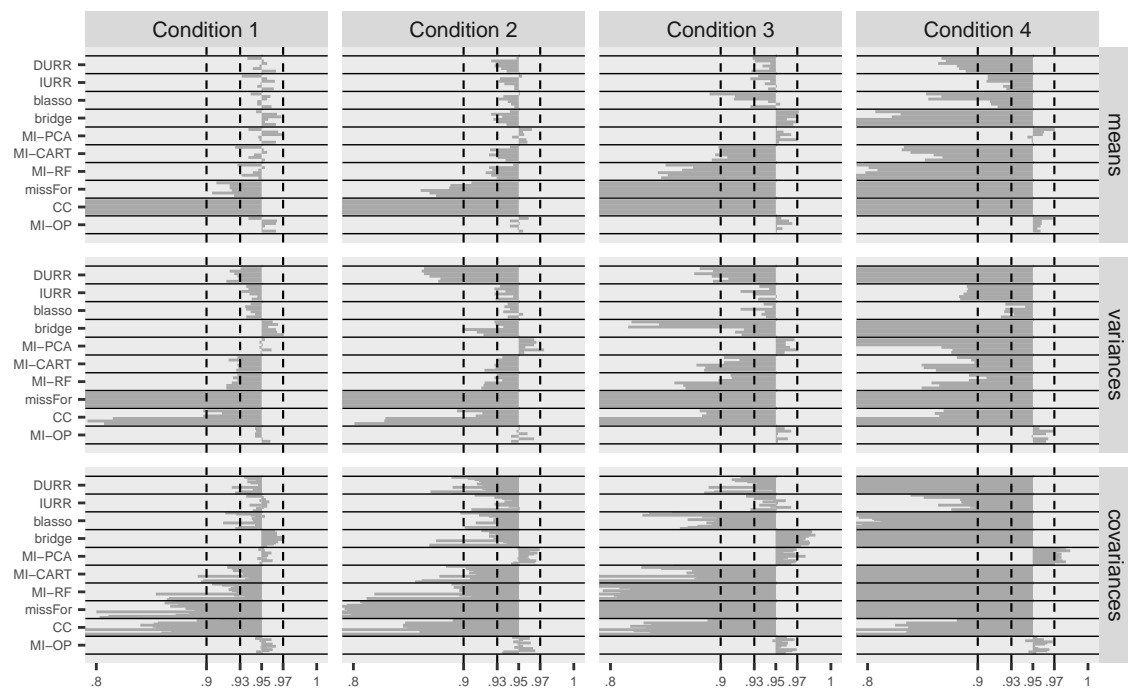 Condition 1
Condition 2
Condition 3
Condition 4
DURR
IURR
blasso
bridge
MI−PCA
MI−CART
MI−RF
missFor
CC
MI−OP
means
DURR
IURR
blasso
bridge
MI−PCA
MI−CART
MI−RF
missFor
CC
MI−OP
variances
DURR
IURR
blasso
bridge
MI−PCA
MI−CART
MI−RF
missFor
CC
MI−OP
covariances
.8 .9 .93 .95 .97 1 .8 .9 .93 .95 .97 1 .8 .9 .93 .95 .97 1 .8 .9 .93 .95 .97 1